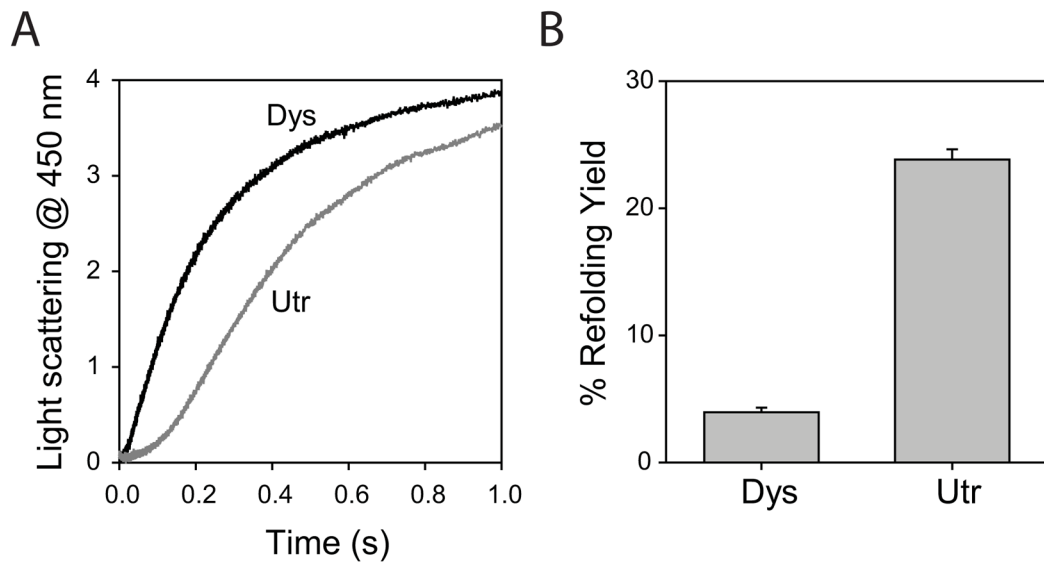 A
Light scattering @ 450 nm
4
3
2
1
0
Dys
Utr
0.0 0.2 0.4 0.6 0.8 1.0
Time (s)
B
% Refolding Yield
30
20
10
0
Dys Utr